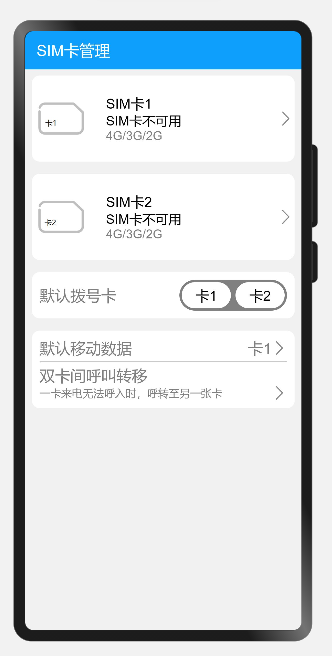 SIM卡管理
卡1
SIM卡1
SIM卡不可用
4G/3G/2G
卡2
SIM卡2
SIM卡不可用
4G/3G/2G
默认拨号卡 卡1 卡2
默认移动数据 卡1
双卡间呼叫转移
一卡来电无法呼入时，呼转至另一张卡